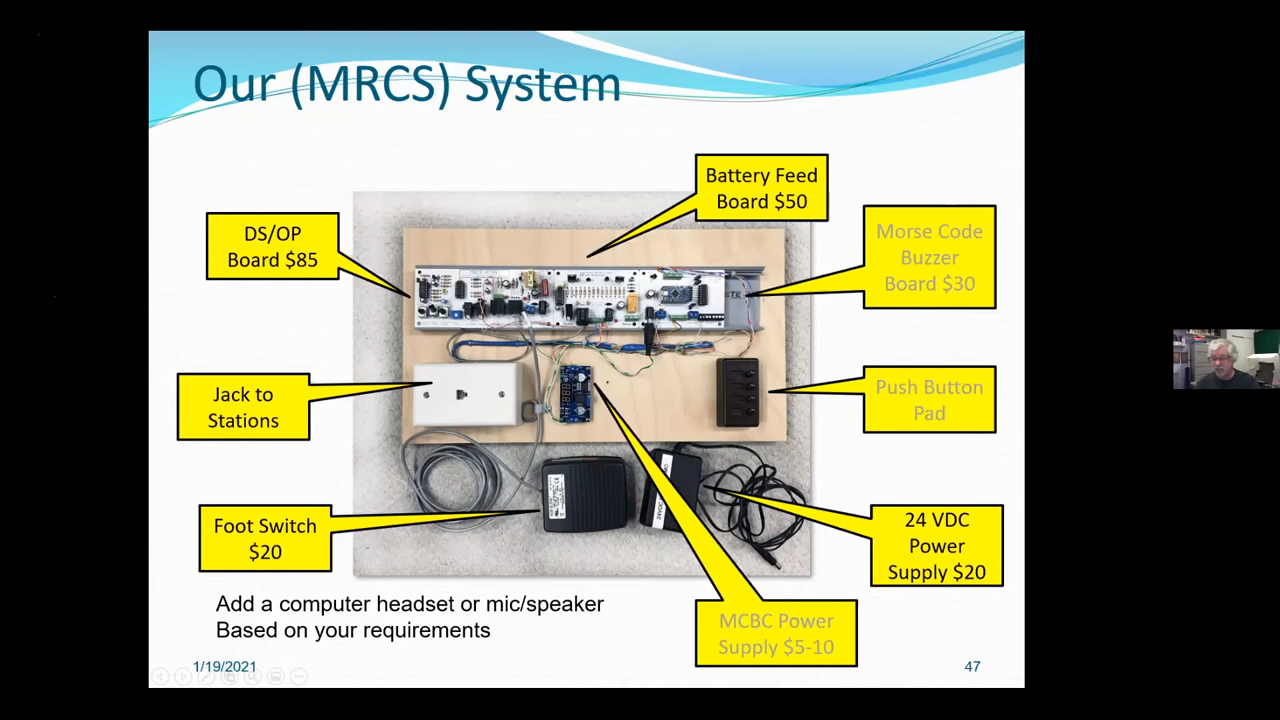 Our (MRCS) System
Battery Feed
Board $50
DS/OP
Board $85
Morse Code
Buzzer
Board $30
Jack to
Stations
Push Button
Pad
Foot Switch
$20
24 VDC
Power
Supply $20
Add a computer headset or mic/speaker
Based on your requirements
MCBC Power
Supply $5-10
1/19/2021
47